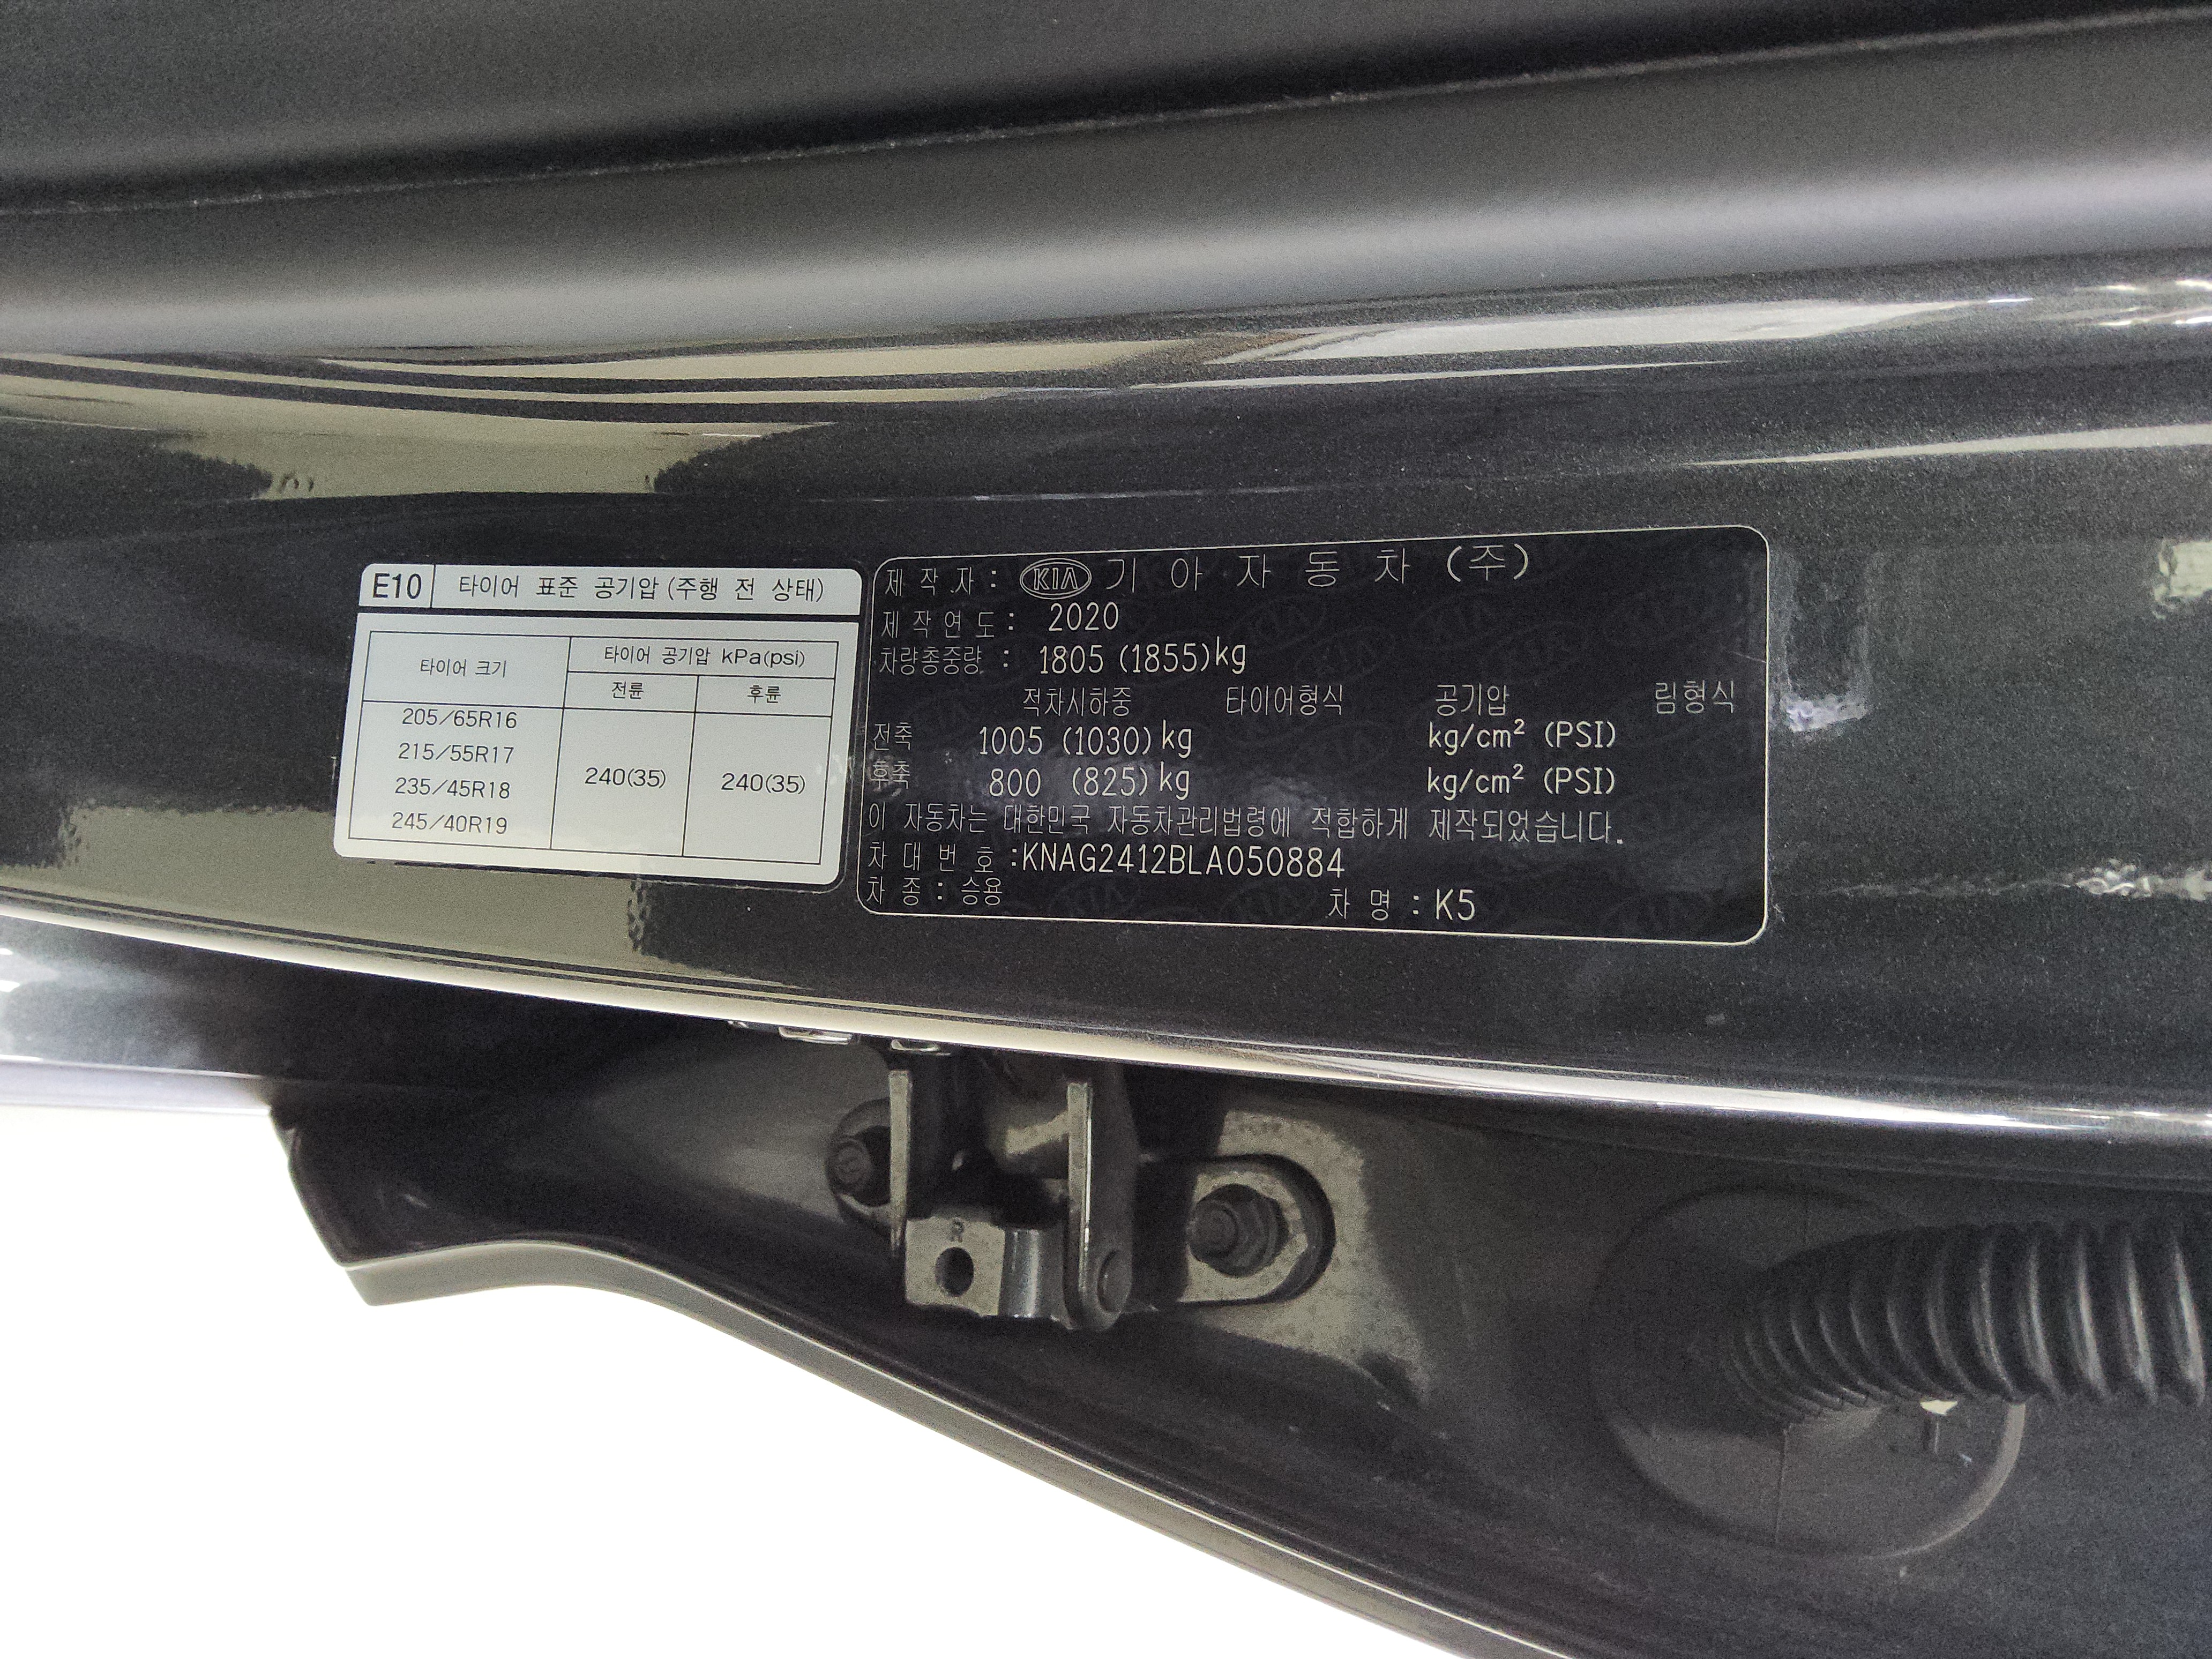 E10 타이어 표준 공기압 (주행 전 상태)
타이어 크기 타이어 공기압 kPa(psi)
전륜 후륜
205/65R16
215/55R17
235/45R18
245/40R19
240(35) 240(35)
제 작 자 : KIA 기 아 자 동 차 (주)
제 작 연 도 : 2020
차량총중량 : 1805 (1855)kg
적차시하중 타이어형식 공기압 림형식
전축 1005 (1030) kg kg/cm² (PSI)
후축 800 (825) kg kg/cm² (PSI)
이 자동차는 대한민국 자동차관리법령에 적합하게 제작되었습니다.
차 대 번 호 :KNAG2412BLA050884
차 종 : 승용 차 명 : K5
R